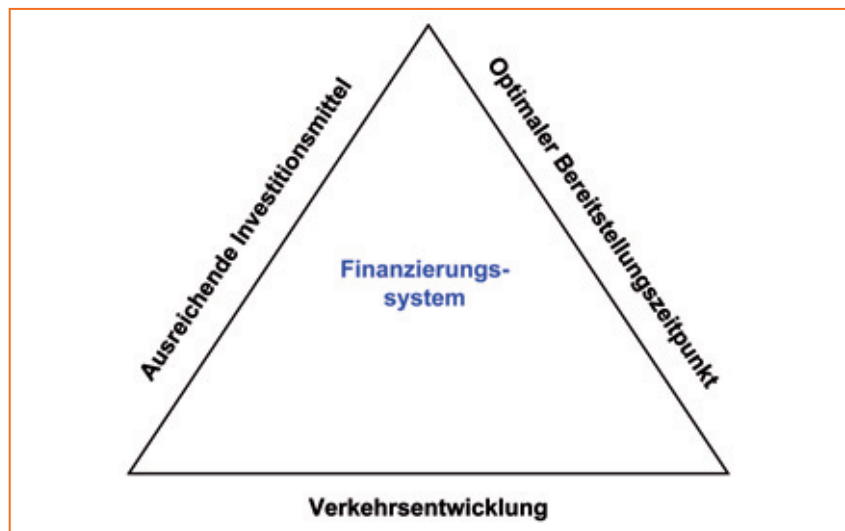 Ausreichende Investitionsmittel
Optimaler Bereitstellungszeitpunkt
Finanzierungs-
system
Verkehrsentwicklung